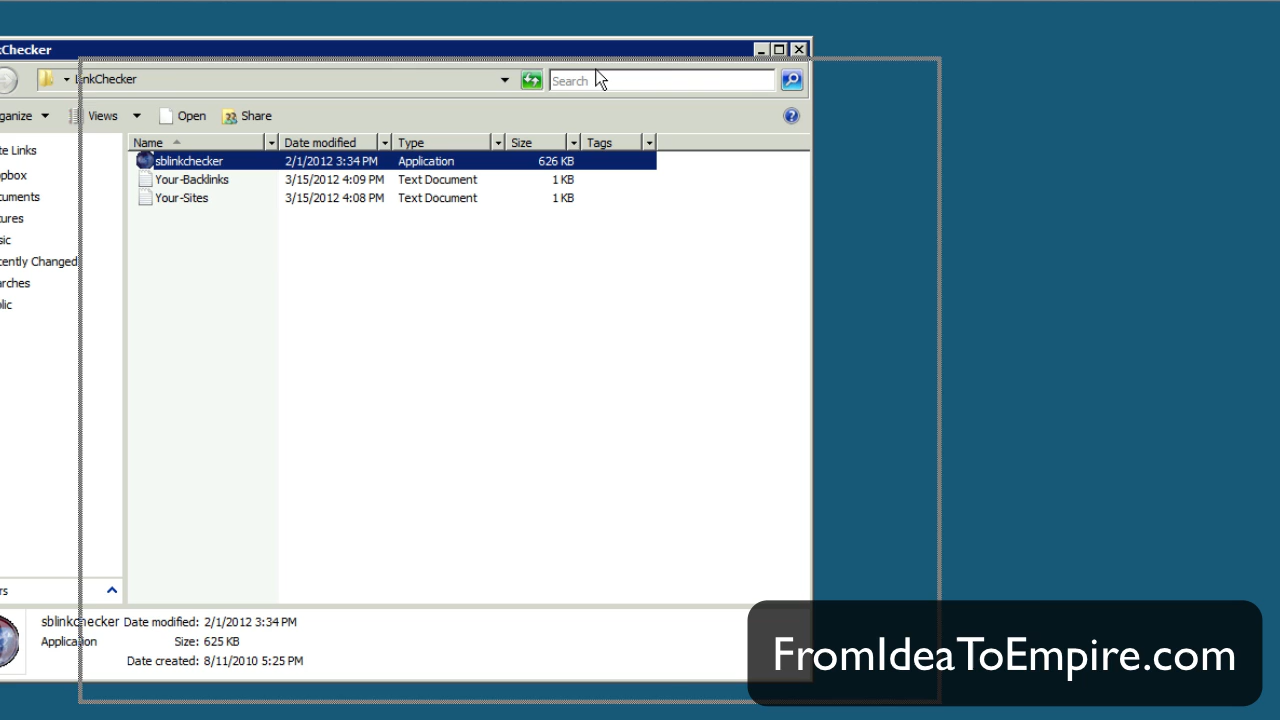 kChecker
LinkChecker
Search
ganize Views Open Share
Name Date modified Type Size Tags
sblinkchecker 2/1/2012 3:34 PM Application 626 KB
Your-Backlinks 3/15/2012 4:09 PM Text Document 1 KB
Your-Sites 3/15/2012 4:08 PM Text Document 1 KB
te Links
pbox
cuments
tures
sic
cently Changed
arches
blic
rs
sblinkchecker Date modified: 2/1/2012 3:34 PM
Application Size: 625 KB
Date created: 8/11/2010 5:25 PM
FromIdeaToEmpire.com